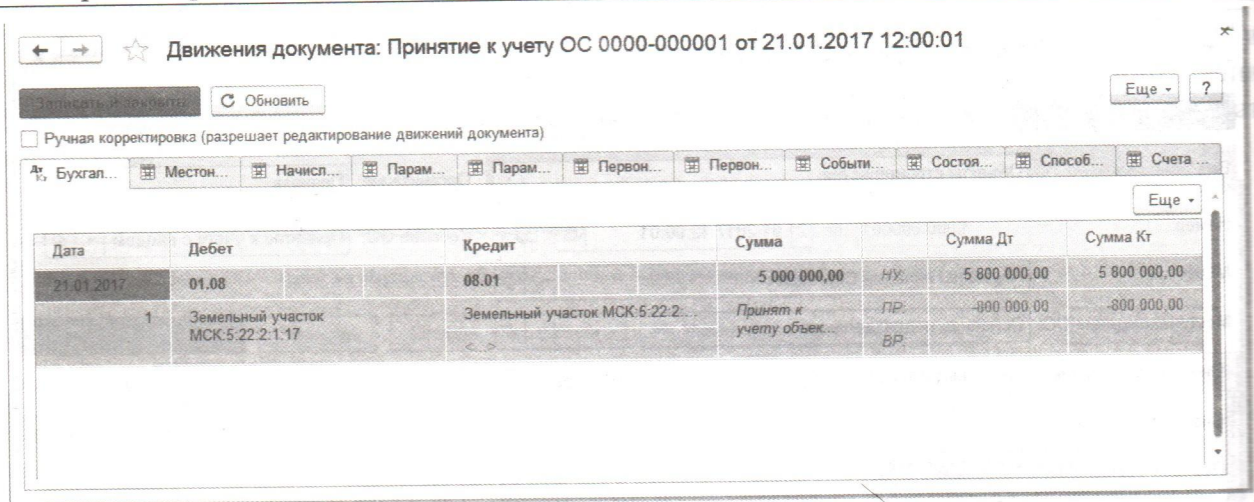 Движения документа: Принятие к учету ОС 0000-000001 от 21.01.2017 12:00:01
Записать и закрыть Обновить Еще ?
Ручная корректировка (разрешает редактирование движений документа)
Дт Кт Бухгал... Местон... Начисл... Парам... Парам... Первон... Первон... Событи... Состоя... Способ... Счета ...
Еще
Дата Дебет Кредит Сумма Сумма Дт Сумма Кт
21.01.2017 01.08 08.01 5 000 000,00 НУ: 5 800 000,00 5 800 000,00
1 Земельный участок Земельный участок МСК:5:22:2:... Принят к ПР: -800 000,00 -800 000,00
МСК:5:22:2:1:17 <...> учету объек... ВР: